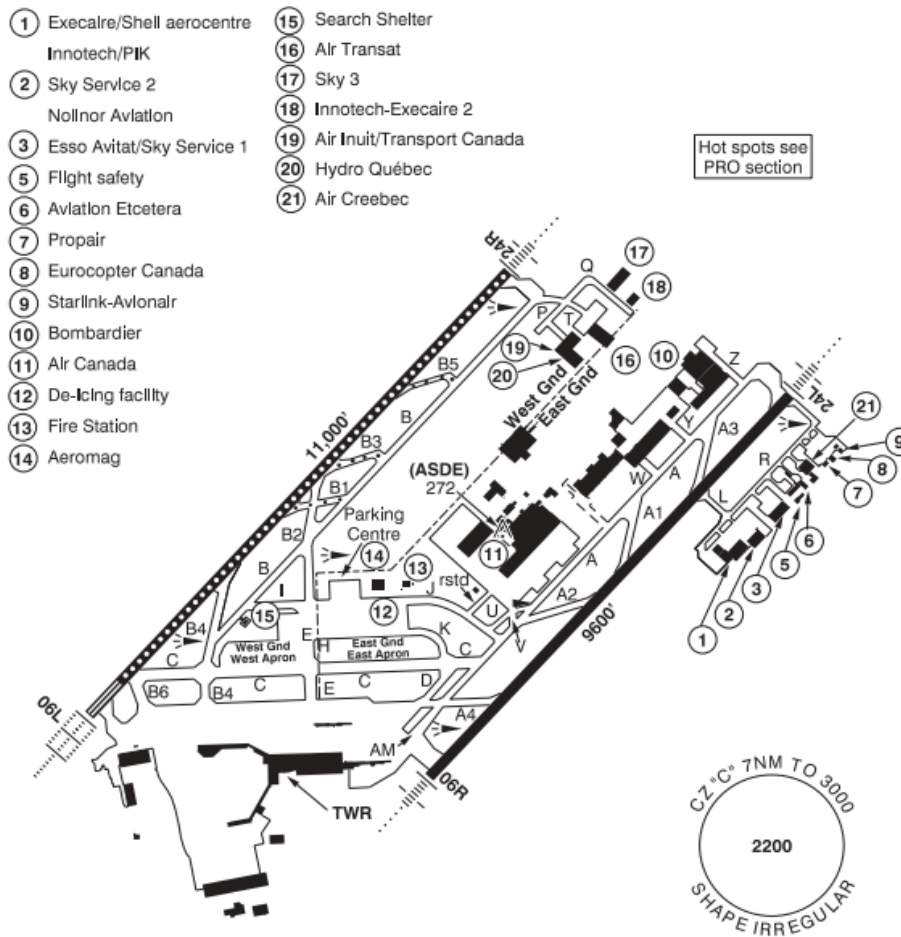 1 Execaire/Shell aerocentre
Innotech/PIK
2 Sky Service 2
Nolinor Aviation
3 Esso Avitat/Sky Service 1
5 Flight safety
6 Aviation Etcetera
7 Propair
8 Eurocopter Canada
9 Starlink-Avionair
10 Bombardier
11 Air Canada
12 De-icing facility
13 Fire Station
14 Aeromag
15 Search Shelter
16 Air Transat
17 Sky 3
18 Innotech-Execaire 2
19 Air Inuit/Transport Canada
20 Hydro Québec
21 Air Creebec
Hot spots see
PRO section
24R
Q
17
18
P
T
19
20
16
10
Z
West Gnd
East Gnd
B5
B
24L
21
11,000'
B3
Y
A3
9
(ASDE)
272
B1
W
A
R
8
7
L
B2
Parking
Centre
A1
6
14
13
11
5
B
I
rstd
A
3
15
12
U
A2
2
B4
C
E
H
K
V
9600'
1
West Gnd
West Apron
East Gnd
East Apron
C
B6
B4
C
E
C
D
09L
A4
AM
09R
TWR
CZ "C" 7NM TO 3000
2200
SHAPE IRREGULAR